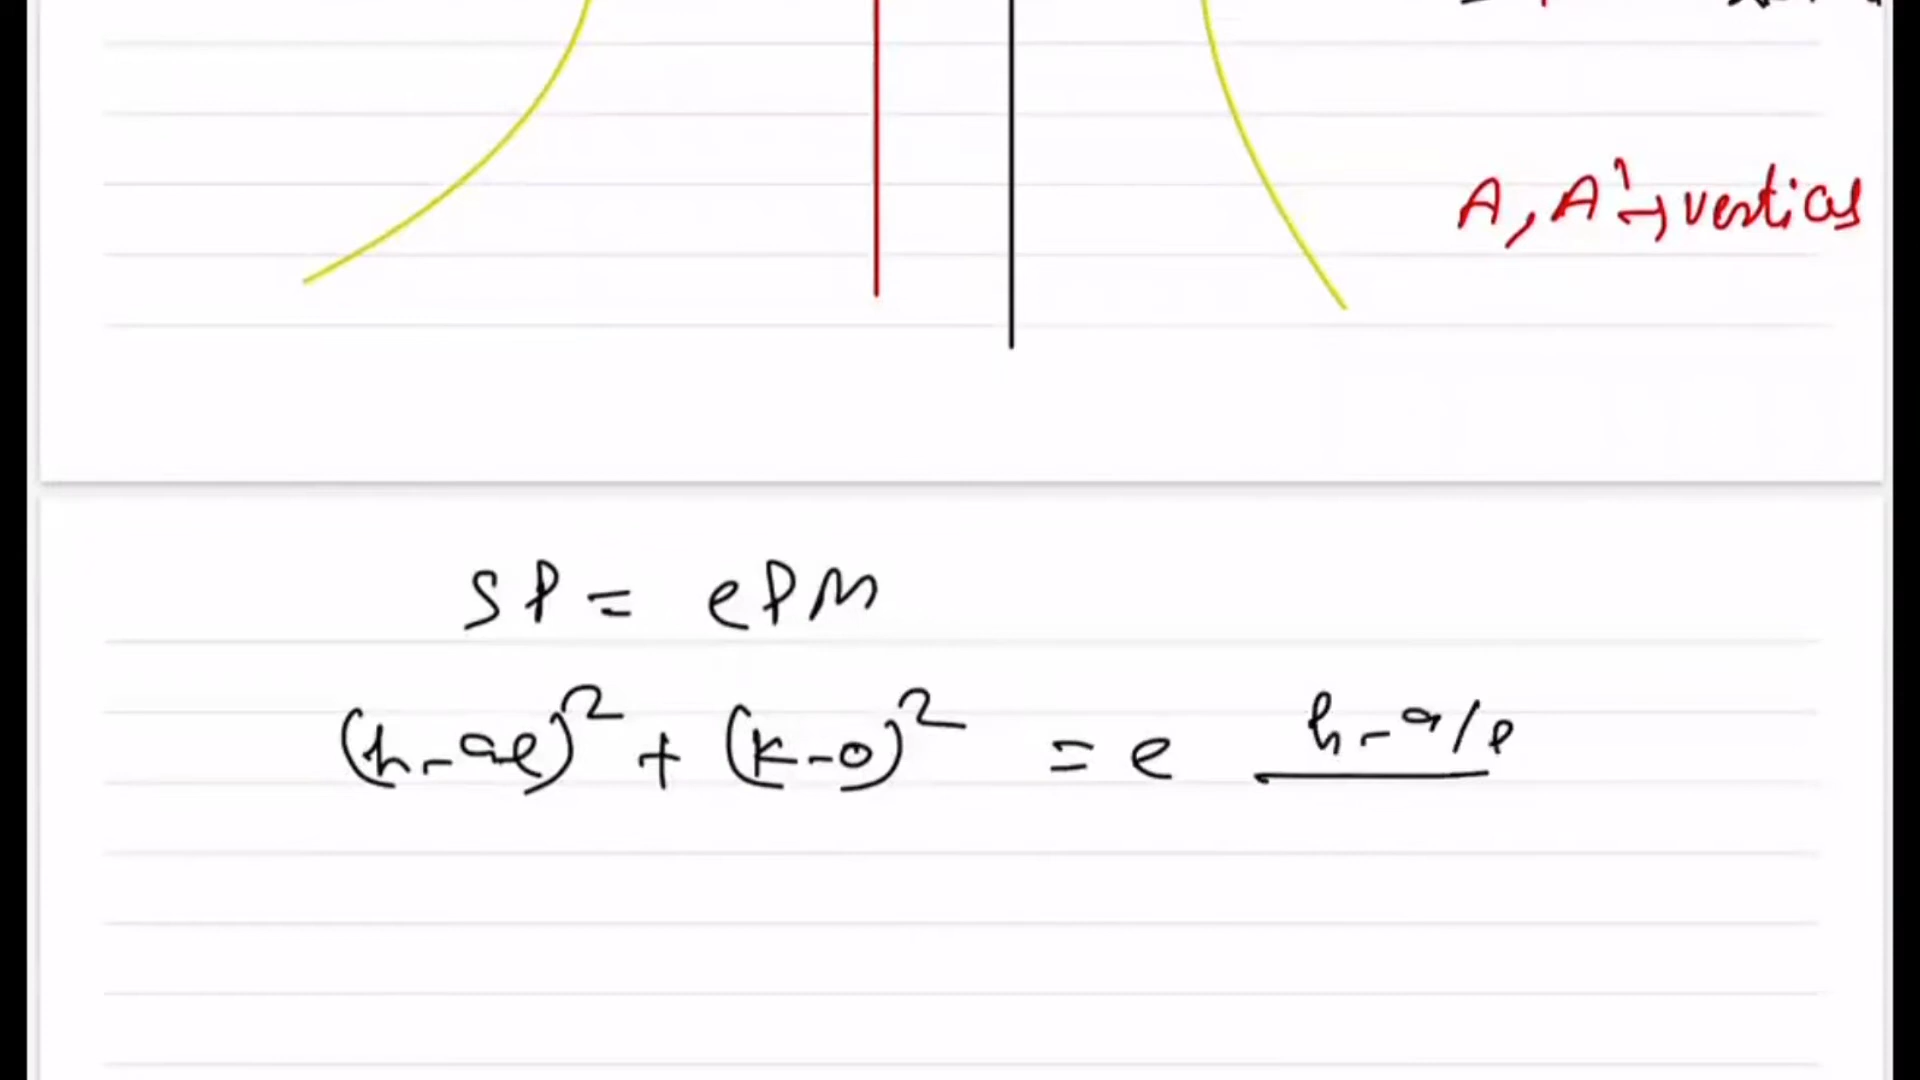 A, A' → vertices
SP = ePM
(h-ae)² + (k-0)² = e h-a/e